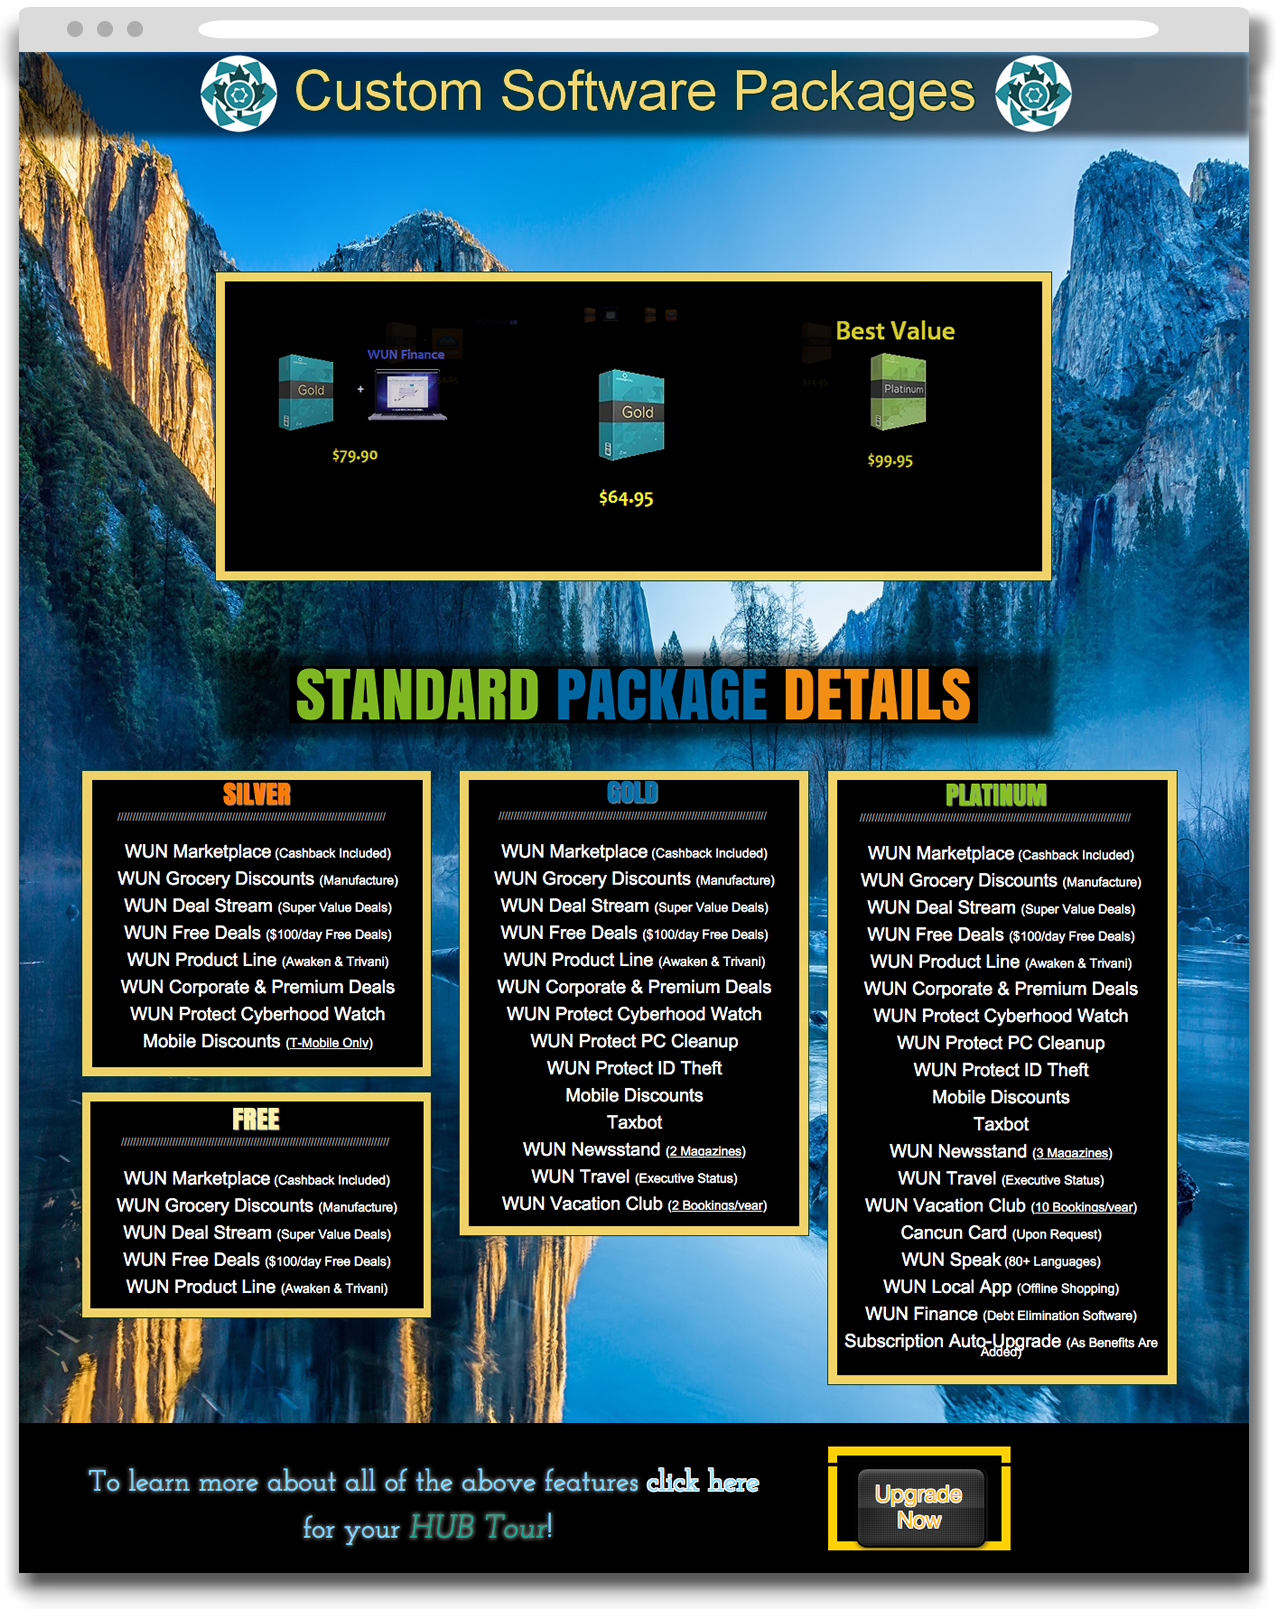 Custom Software Packages
Best Value
WUN Finance
Gold
+
Gold
Platinum
$79.90
$64.95
$99.95
STANDARD PACKAGE DETAILS
SILVER
////////////////////////////////////////////////////////////////////////////////
WUN Marketplace (Cashback Included)
WUN Grocery Discounts (Manufacture)
WUN Deal Stream (Super Value Deals)
WUN Free Deals ($100/day Free Deals)
WUN Product Line (Awaken & Trivani)
WUN Corporate & Premium Deals
WUN Protect Cyberhood Watch
Mobile Discounts (T-Mobile Only)
FREE
////////////////////////////////////////////////////////////////////////////////
WUN Marketplace (Cashback Included)
WUN Grocery Discounts (Manufacture)
WUN Deal Stream (Super Value Deals)
WUN Free Deals ($100/day Free Deals)
WUN Product Line (Awaken & Trivani)
GOLD
////////////////////////////////////////////////////////////////////////////////
WUN Marketplace (Cashback Included)
WUN Grocery Discounts (Manufacture)
WUN Deal Stream (Super Value Deals)
WUN Free Deals ($100/day Free Deals)
WUN Product Line (Awaken & Trivani)
WUN Corporate & Premium Deals
WUN Protect Cyberhood Watch
WUN Protect PC Cleanup
WUN Protect ID Theft
Mobile Discounts
Taxbot
WUN Newsstand (2 Magazines)
WUN Travel (Executive Status)
WUN Vacation Club (2 Bookings/year)
PLATINUM
////////////////////////////////////////////////////////////////////////////////
WUN Marketplace (Cashback Included)
WUN Grocery Discounts (Manufacture)
WUN Deal Stream (Super Value Deals)
WUN Free Deals ($100/day Free Deals)
WUN Product Line (Awaken & Trivani)
WUN Corporate & Premium Deals
WUN Protect Cyberhood Watch
WUN Protect PC Cleanup
WUN Protect ID Theft
Mobile Discounts
Taxbot
WUN Newsstand (3 Magazines)
WUN Travel (Executive Status)
WUN Vacation Club (10 Bookings/year)
Cancun Card (Upon Request)
WUN Speak (80+ Languages)
WUN Local App (Offline Shopping)
WUN Finance (Debt Elimination Software)
Subscription Auto-Upgrade (As Benefits Are
Added)
To learn more about all of the above features click here
for your HUB Tour!
Upgrade
Now